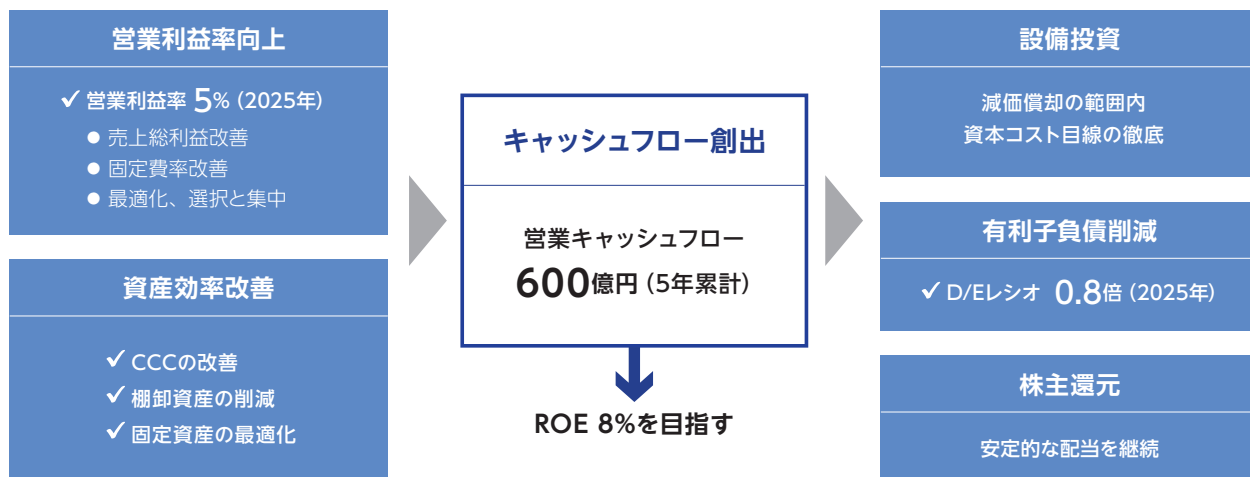 営業利益率向上
✓ 営業利益率 5% (2025年)
● 売上総利益改善
● 固定費率改善
● 最適化、選択と集中
資産効率改善
✓ CCCの改善
✓ 棚卸資産の削減
✓ 固定資産の最適化
キャッシュフロー創出
営業キャッシュフロー
600億円 (5年累計)
ROE 8%を目指す
設備投資
減価償却の範囲内
資本コスト目線の徹底
有利子負債削減
✓ D/Eレシオ 0.8倍 (2025年)
株主還元
安定的な配当を継続